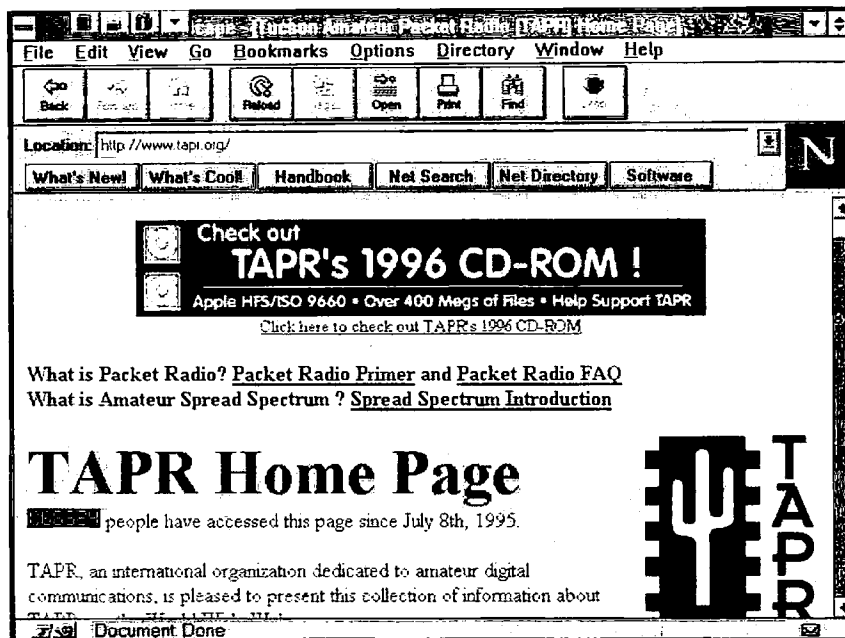 [Tucson Amateur Packet Radio (TAPR) Home Page]
File Edit View Go Bookmarks Options Directory Window Help
Back Reload Open Print Find
Location: http://www.tapr.org/
What's New! What's Cool! Handbook Net Search Net Directory Software
Check out
TAPR's 1996 CD-ROM !
Apple HFS/ISO 9660 • Over 400 Megs of Files • Help Support TAPR
Click here to check out TAPR's 1996 CD-ROM
What is Packet Radio? Packet Radio Primer and Packet Radio FAQ
What is Amateur Spread Spectrum ? Spread Spectrum Introduction
TAPR Home Page
people have accessed this page since July 8th, 1995.
TAPR, an international organization dedicated to amateur digital
communications, is pleased to present this collection of information about
TAPR
Document Done
N